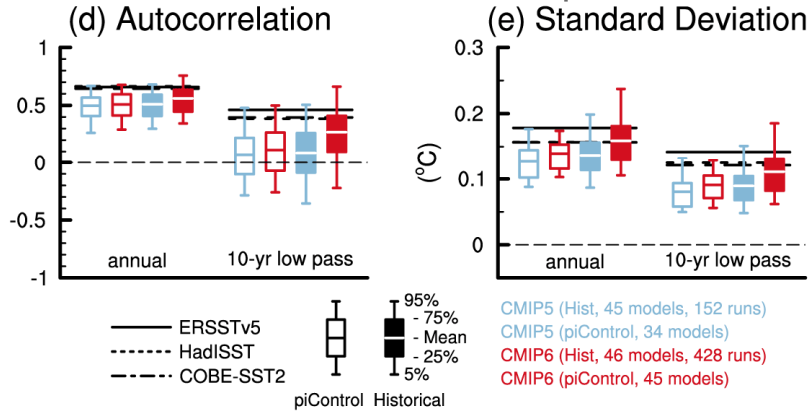 (d) Autocorrelation
(e) Standard Deviation
1
0.5
0
-0.5
-1
annual
10-yr low pass
0.3
0.2
0.1
0
(°C)
annual
10-yr low pass
ERSSTv5
HadISST
COBE-SST2
95%
- 75%
- Mean
- 25%
5%
piControl
Historical
CMIP5 (Hist, 45 models, 152 runs)
CMIP5 (piControl, 34 models)
CMIP6 (Hist, 46 models, 428 runs)
CMIP6 (piControl, 45 models)